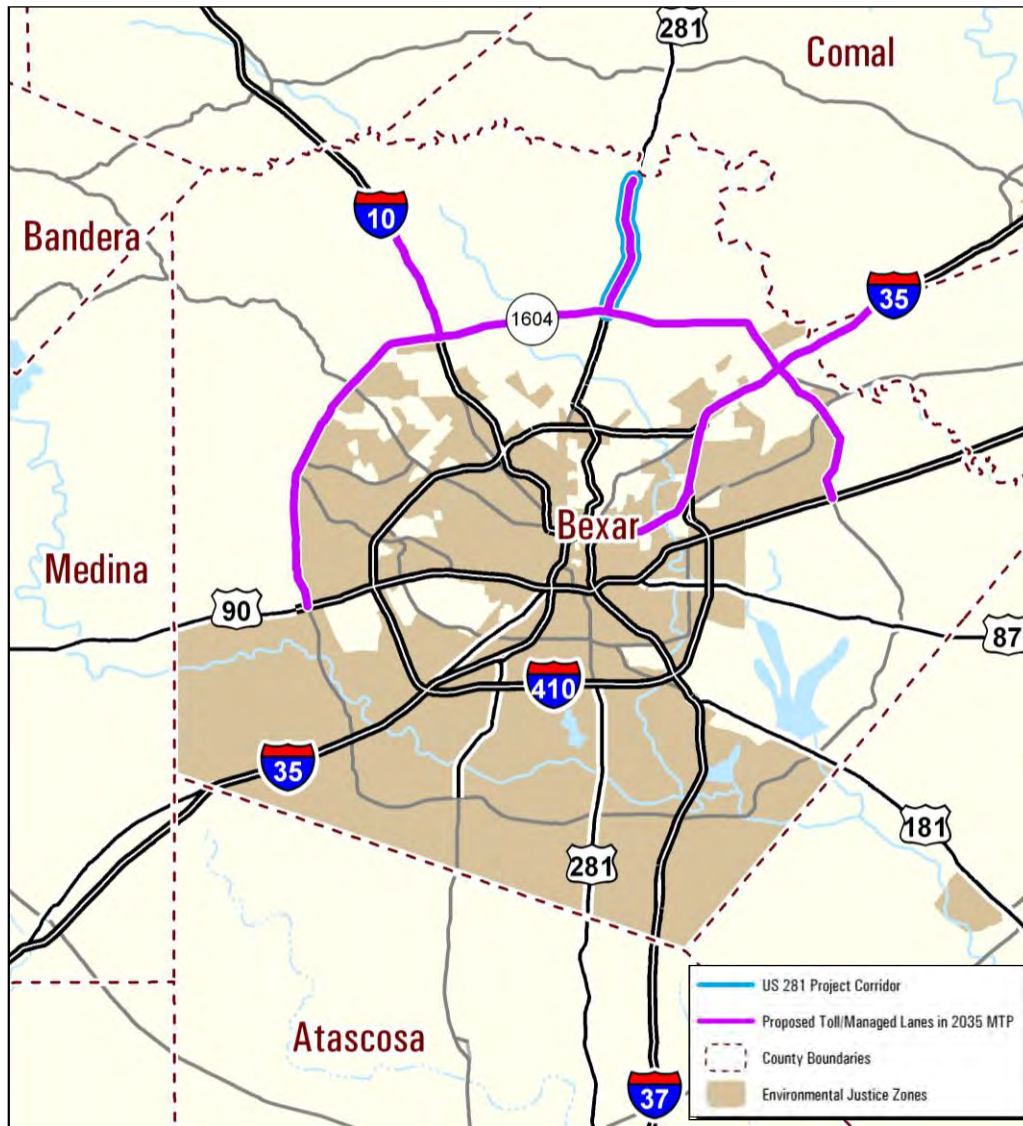 281
Comal
10
Bandera
35
1604
Bexar
Medina
90
87
410
35
181
281
Atascosa
37
US 281 Project Corridor
Proposed Toll/Managed Lanes in 2035 MTP
County Boundaries
Environmental Justice Zones